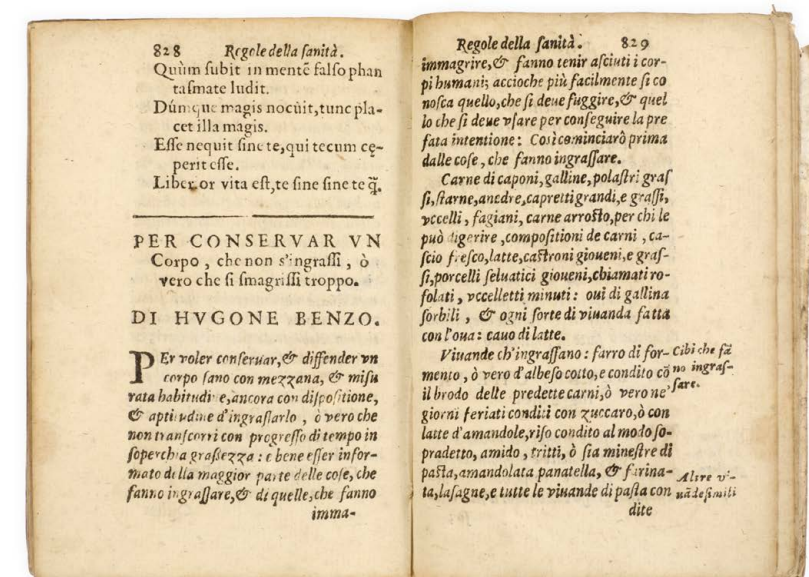 828 Regole della sanità.
Quùm subit in mentē falso phan
tasmate ludit.
Dúmque magis nocùit, tunc pla-
cet illa magis.
Esse nequit sine te, qui tecum cę-
perit esse.
Liber, or vita est, te sine sine te q̃.
PER CONSERVAR VN
Corpo, che non s'ingrassi, ò
vero che si smagrissi troppo.
DI HVGONE BENZO.
PEr voler conseruar, & diffender vn
corpo sano con mezzana, & misu
rata habitudine, ancora con dispositione,
& aptitudine d'ingrassarlo, ò vero che
non transcorri con progresso di tempo in
soperchia grassezza: e bene esser infor-
mato della maggior parte delle cose, che
fanno ingrassare, & di quelle, che fanno
imma-
Regole della sanità. 829
immagrire, & fanno tenir asciuti i cor-
pi humani; accioche più facilmente si co
nosca quello, che si deue fuggire, & quel
lo che si deue vsare per conseguire la pre
fata intentione: Così cominciarò prima
dalle cose, che fanno ingrassare.
Carne di caponi, galline, polastri gras
si, starne, anedre, capretti grandi, e grassi,
vccelli, fagiani, carne arrosto, per chi le
può digerire, compositioni de carni, ca-
scio fresco, latte, castroni gioueni, e gras-
si, porcelli seluatici gioueni, chiamati ro-
folati, vccelletti minuti: oui di gallina
sorbili, & ogni sorte di viuanda fatta
con l'oua: cauo di latte.
Viuande ch'ingrassano: farro di for-
mento, ò vero d'albeso cotto, e condito cō
il brodo delle predette carni, ò vero ne'
giorni feriati conditi con zuccaro, ò con
latte d'amandole, riso condito al modo so-
pradetto, amido, tritti, ò sia minestre di
pasta, amandolata panatella, & farina-
ta, lasagne, e tutte le viuande di pasta con
dite
Cibi che fā
no ingras-
sare.
Altre vi-
uāde simili